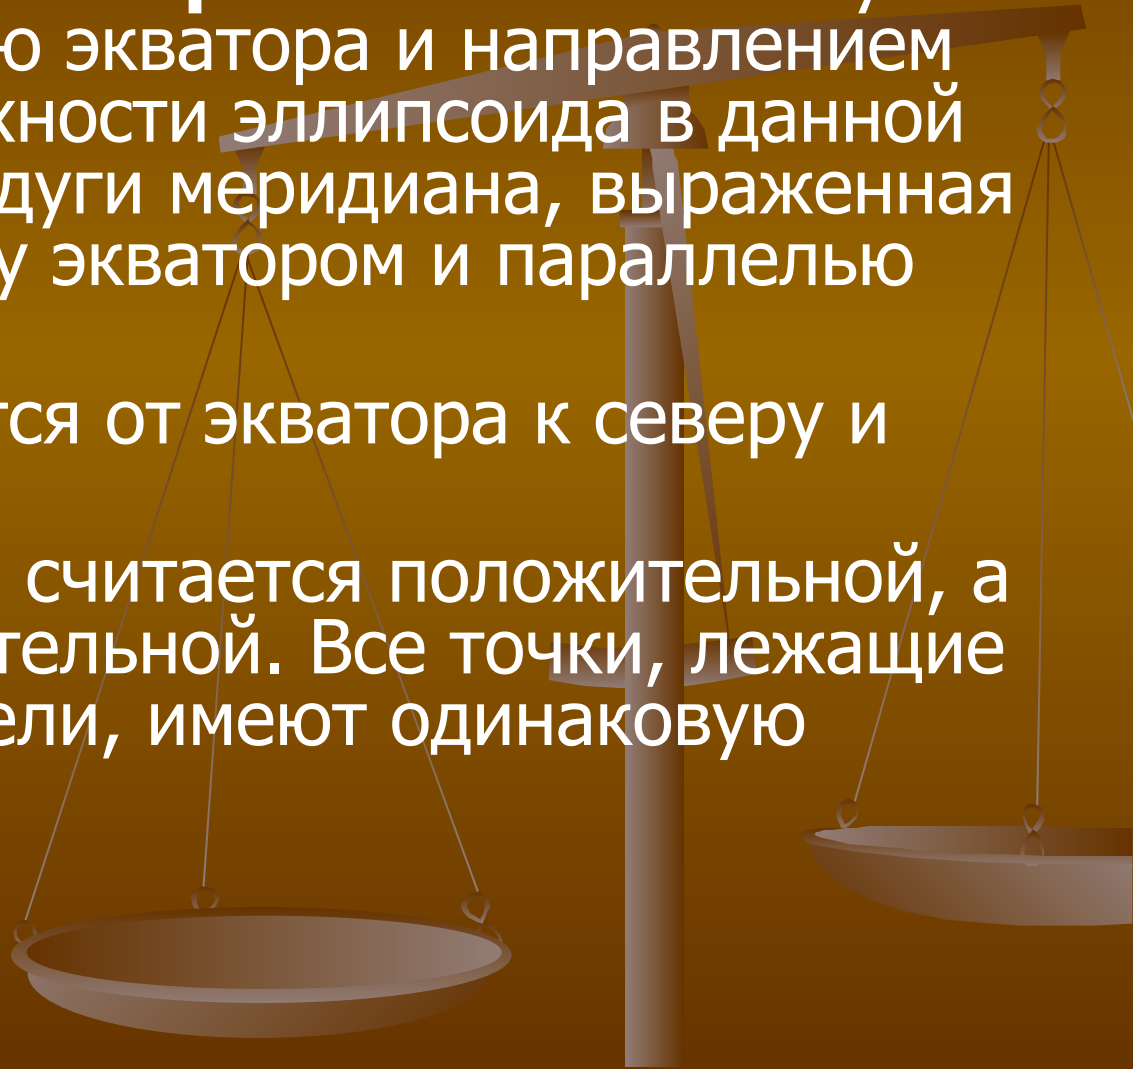 ю экватора и направлением
хности эллипсоида в данной
дуги меридиана, выраженная
у экватором и параллелью
тся от экватора к северу и
считается положительной, а
тельной. Все точки, лежащие
ели, имеют одинаковую